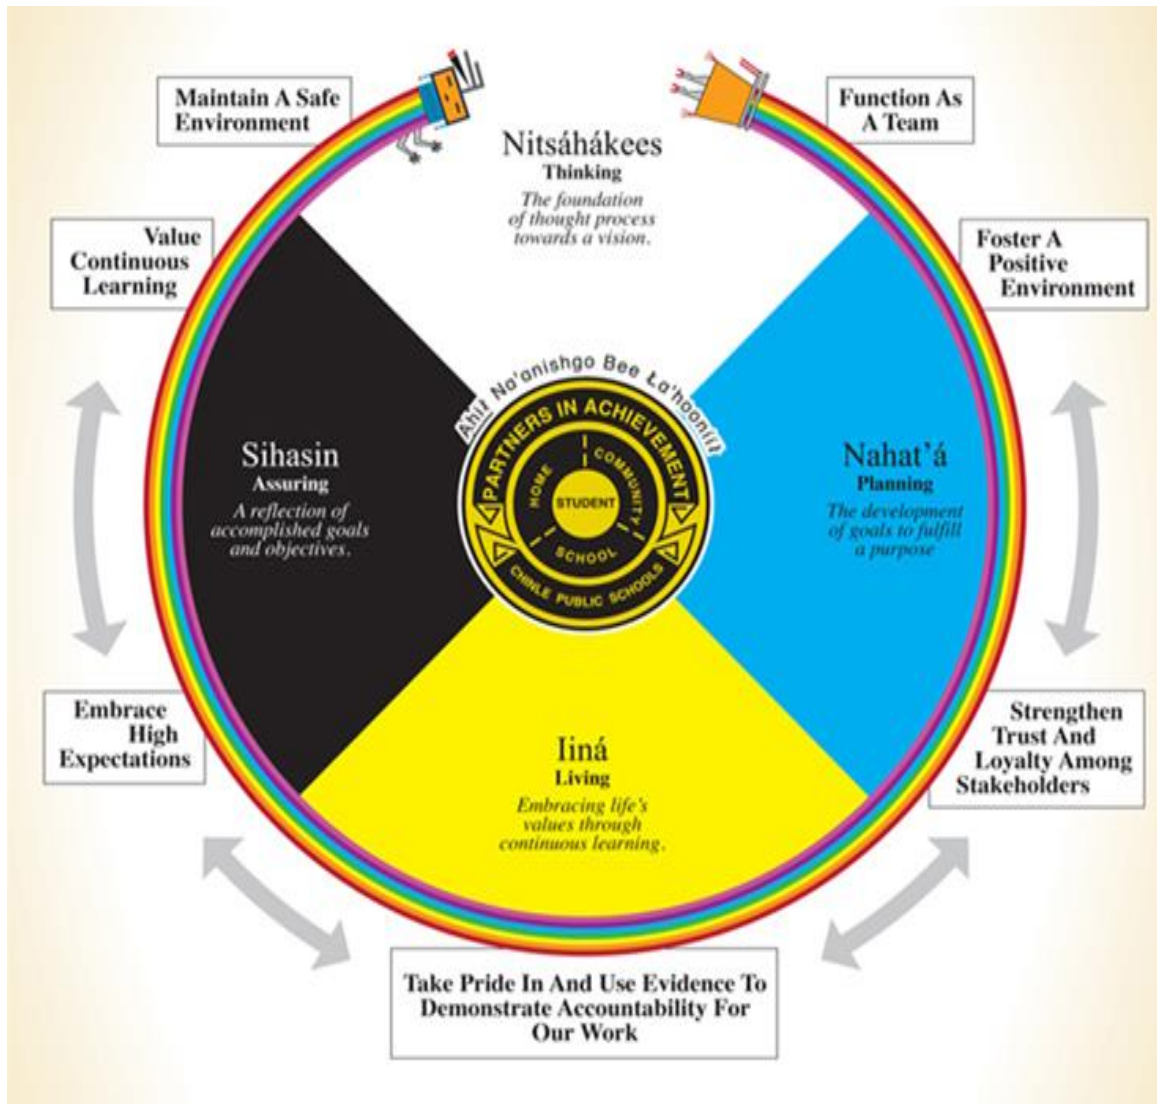 Maintain A Safe
Environment
Function As
A Team
Nitsáhákees
Thinking
The foundation
of thought process
towards a vision.
Value
Continuous
Learning
Foster A
Positive
Environment
Ahił Na'anishgo Bee Ła'hooníił
PARTNERS IN ACHIEVEMENT
HOME
COMMUNITY
STUDENT
SCHOOL
CHINLE PUBLIC SCHOOLS
Sihasin
Assuring
A reflection of
accomplished goals
and objectives.
Nahat’á
Planning
The development
of goals to fulfill
a purpose
Iiná
Living
Embracing life’s
values through
continuous learning.
Embrace
High
Expectations
Strengthen
Trust And
Loyalty Among
Stakeholders
Take Pride In And Use Evidence To
Demonstrate Accountability For
Our Work